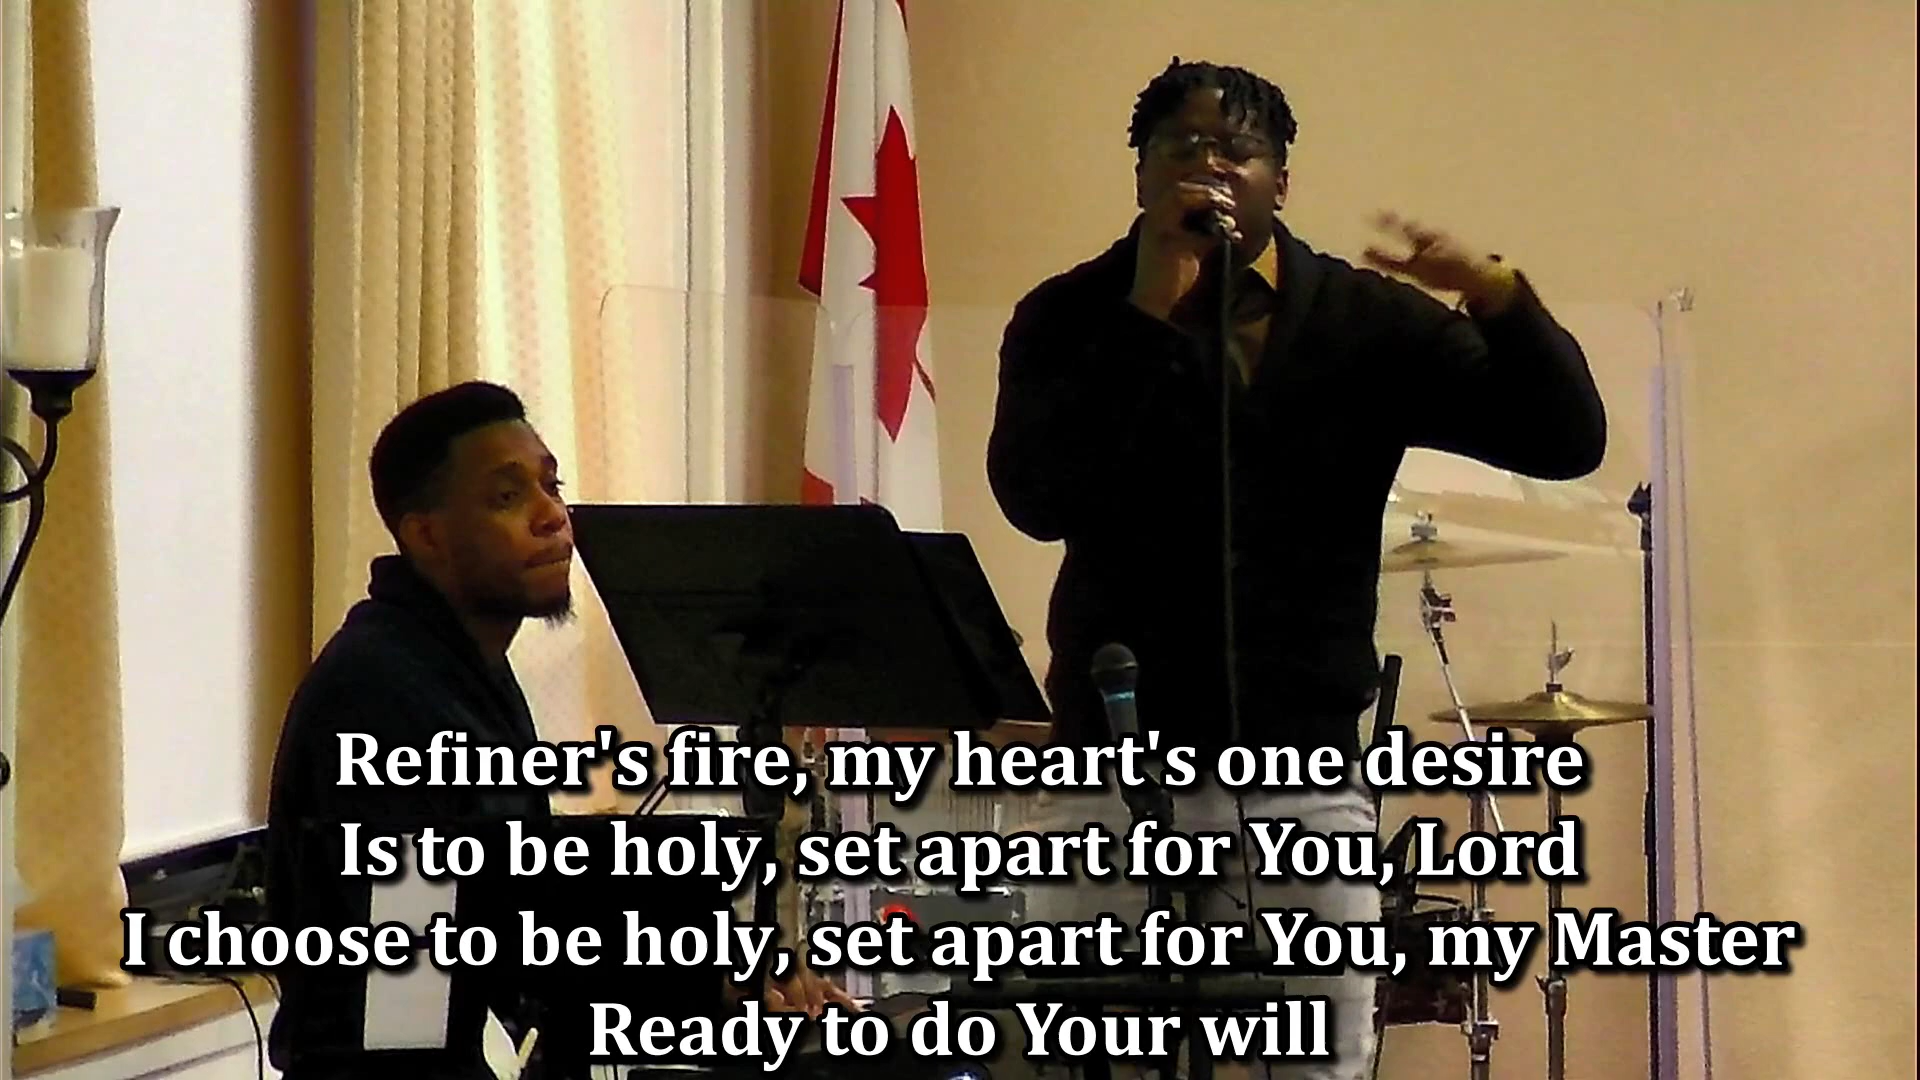 Refiner's fire, my heart's one desire
Is to be holy, set apart for You, Lord
I choose to be holy, set apart for You, my Master
Ready to do Your will